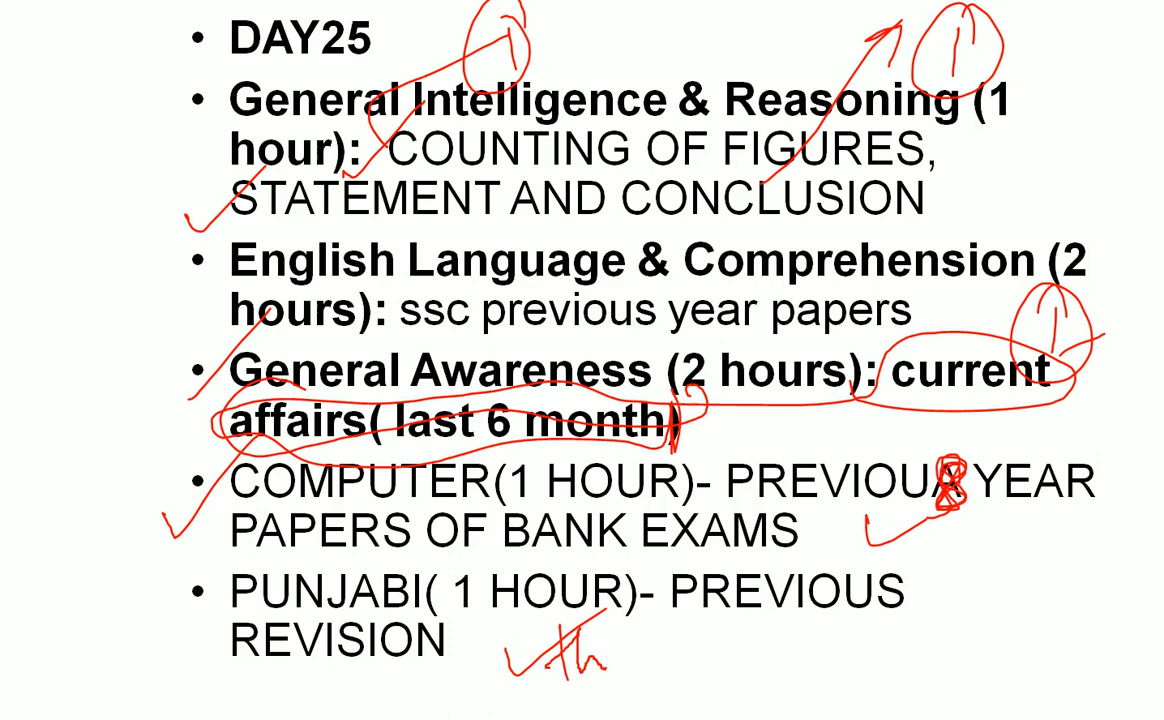 • DAY25
• General Intelligence & Reasoning (1
hour): COUNTING OF FIGURES,
STATEMENT AND CONCLUSION
• English Language & Comprehension (2
hours): ssc previous year papers
• General Awareness (2 hours): current
affairs( last 6 month)
• COMPUTER(1 HOUR)- PREVIOUS YEAR
PAPERS OF BANK EXAMS
• PUNJABI( 1 HOUR)- PREVIOUS
REVISION
th